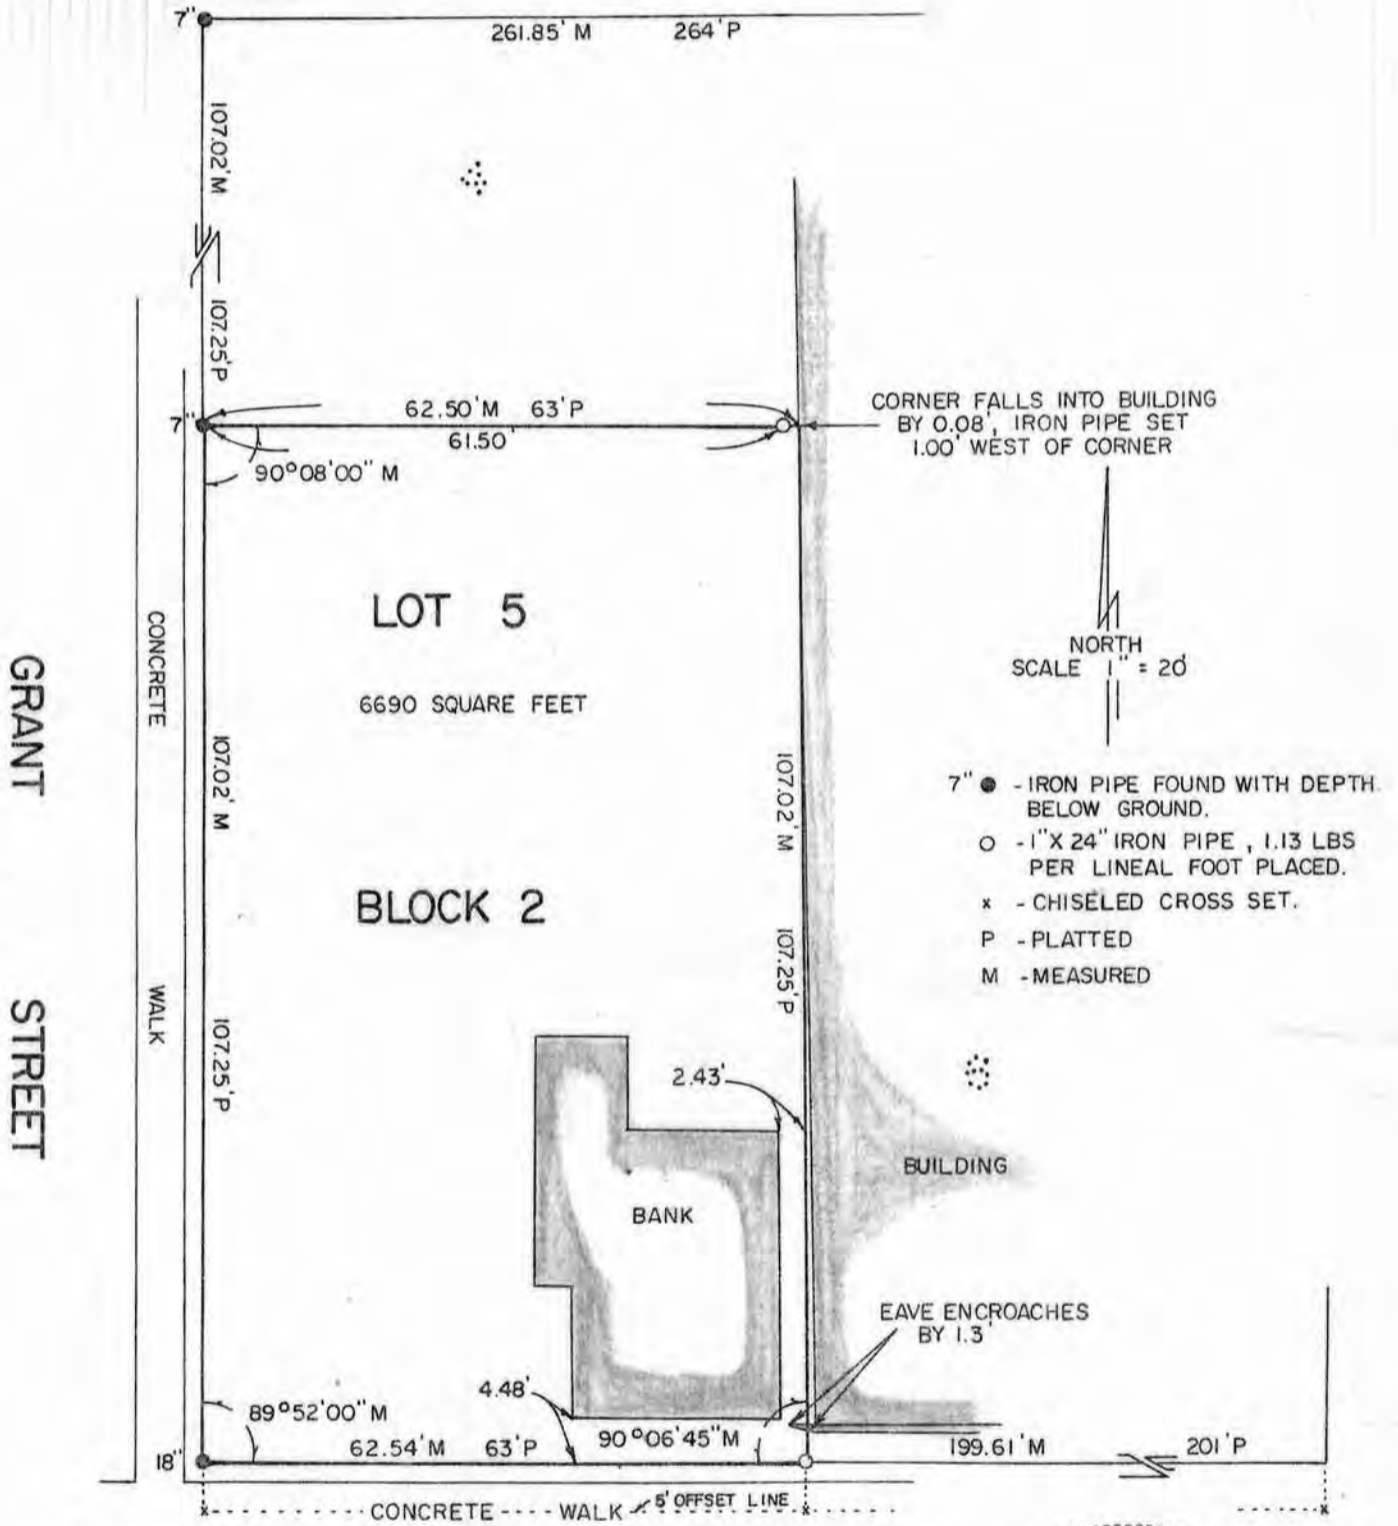 7"
261.85' M 264' P
107.02' M
107.25' P
7"
62.50' M 63' P
61.50'
CORNER FALLS INTO BUILDING
BY 0.08', IRON PIPE SET
1.00' WEST OF CORNER
90°08'00" M
LOT 5
6690 SQUARE FEET
NORTH
SCALE 1" = 20'
CONCRETE
WALK
GRANT
STREET
107.02' M
107.25' P
107.02' M
107.25' P
7" - IRON PIPE FOUND WITH DEPTH
BELOW GROUND.
- 1" X 24" IRON PIPE, 1.13 LBS
PER LINEAL FOOT PLACED.
x - CHISELED CROSS SET.
P - PLATTED
M - MEASURED
BLOCK 2
2.43'
BANK
BUILDING
EAVE ENCROACHES
BY 1.3'
4.48'
89°52'00" M
90°06'45" M
18"
62.54' M 63' P
199.61' M 201' P
CONCRETE WALK 5' OFFSET LINE